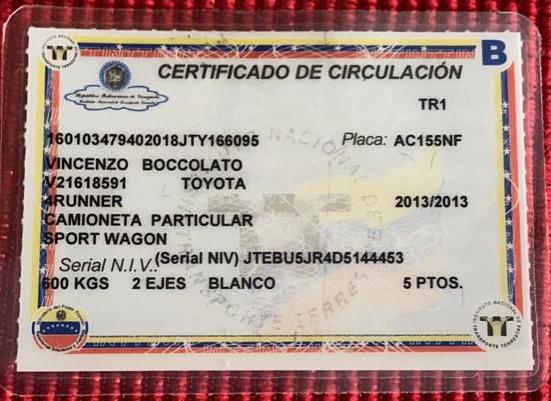 B
CERTIFICADO DE CIRCULACIÓN
República Bolivariana de Venezuela
Instituto Nacional de Transporte Terrestre
TR1
160103479402018JTY166095 Placa: AC155NF
VINCENZO BOCCOLATO
V21618591 TOYOTA
4RUNNER 2013/2013
CAMIONETA PARTICULAR
SPORT WAGON
Serial N.I.V.: (Serial NIV) JTEBU5JR4D5144453
600 KGS 2 EJES BLANCO 5 PTOS.
INSTITUTO NACIONAL DE TRANSPORTE TERRESTRE